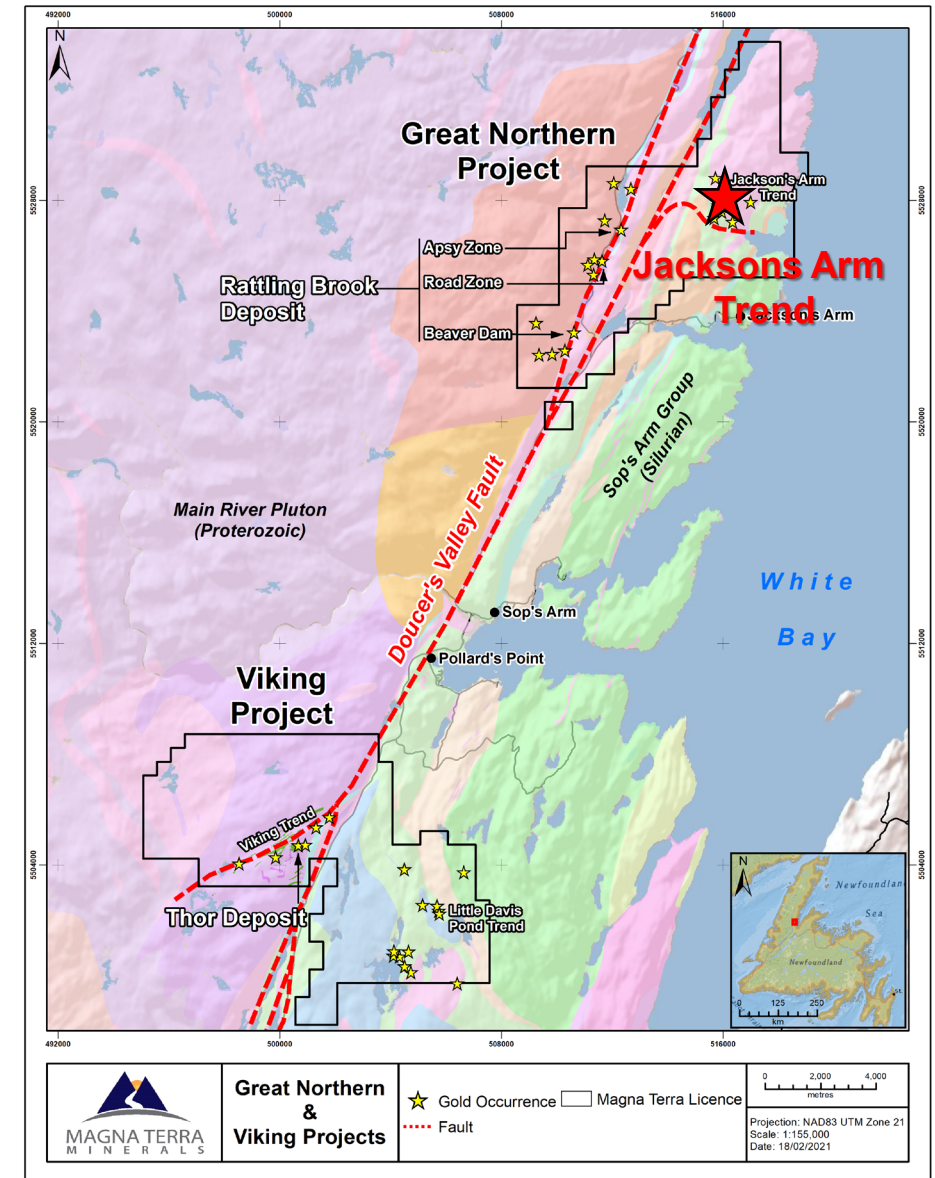 492000
500000
508000
516000
N
Great Northern
Project
Jackson's Arm
Trend
5528000
5528000
Apsy Zone
Rattling Brook
Deposit
Road Zone
Jacksons Arm
Trend
Beaver Dam
Jackson's Arm
5520000
5520000
Sop's Arm Group
(Silurian)
Main River Pluton
(Proterozoic)
Doucer's Valley Fault
White
Bay
Sop's Arm
5512000
5512000
Pollard's Point
Viking
Project
Viking Trend
5504000
5504000
Thor Deposit
Little Davis
Pond Trend
N
Newfoundlan
Sea
Newfoundland
0 125 250
km
492000
500000
508000
516000
MAGNA TERRA
MINERALS
Great Northern
&
Viking Projects
Gold Occurrence
Magna Terra Licence
Fault
0 2,000 4,000
metres
Projection: NAD83 UTM Zone 21
Scale: 1:155,000
Date: 18/02/2021